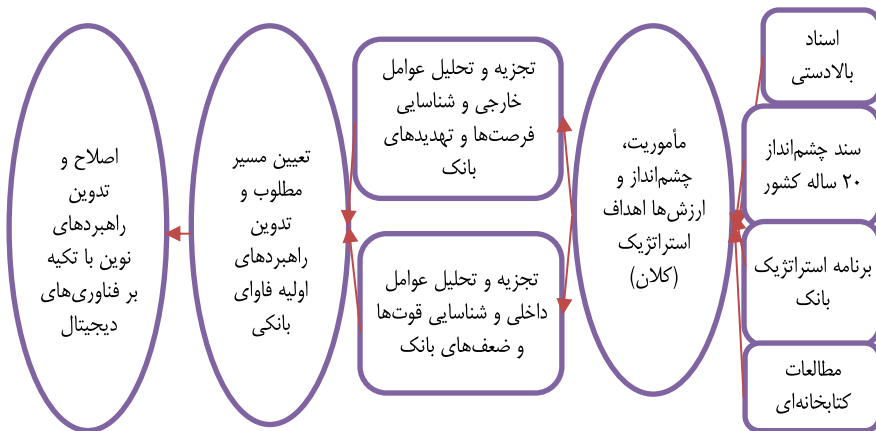 اسناد
بالادستی
سند چشم‌انداز
۲۰ ساله کشور
برنامه استراتژیک
بانک
مطالعات
کتابخانه‌ای
مأموریت،
چشم‌انداز و
ارزش‌ها اهداف
استراتژیک
(کلان)
تجزیه و تحلیل عوامل
خارجی و شناسایی
فرصت‌ها و تهدیدهای
بانک
تجزیه و تحلیل عوامل
داخلی و شناسایی قوت‌ها
و ضعف‌های بانک
تعیین مسیر
مطلوب و
تدوین
راهبردهای
اولیه فاوای
بانکی
اصلاح و
تدوین
راهبردهای
نوین با تکیه
بر فناوری‌های
دیجیتال